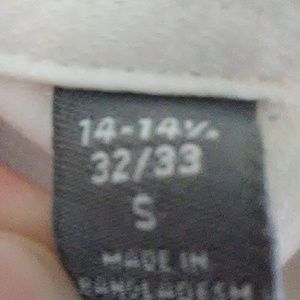 14-14½
32/33
S
MADE IN
BANGLADESH